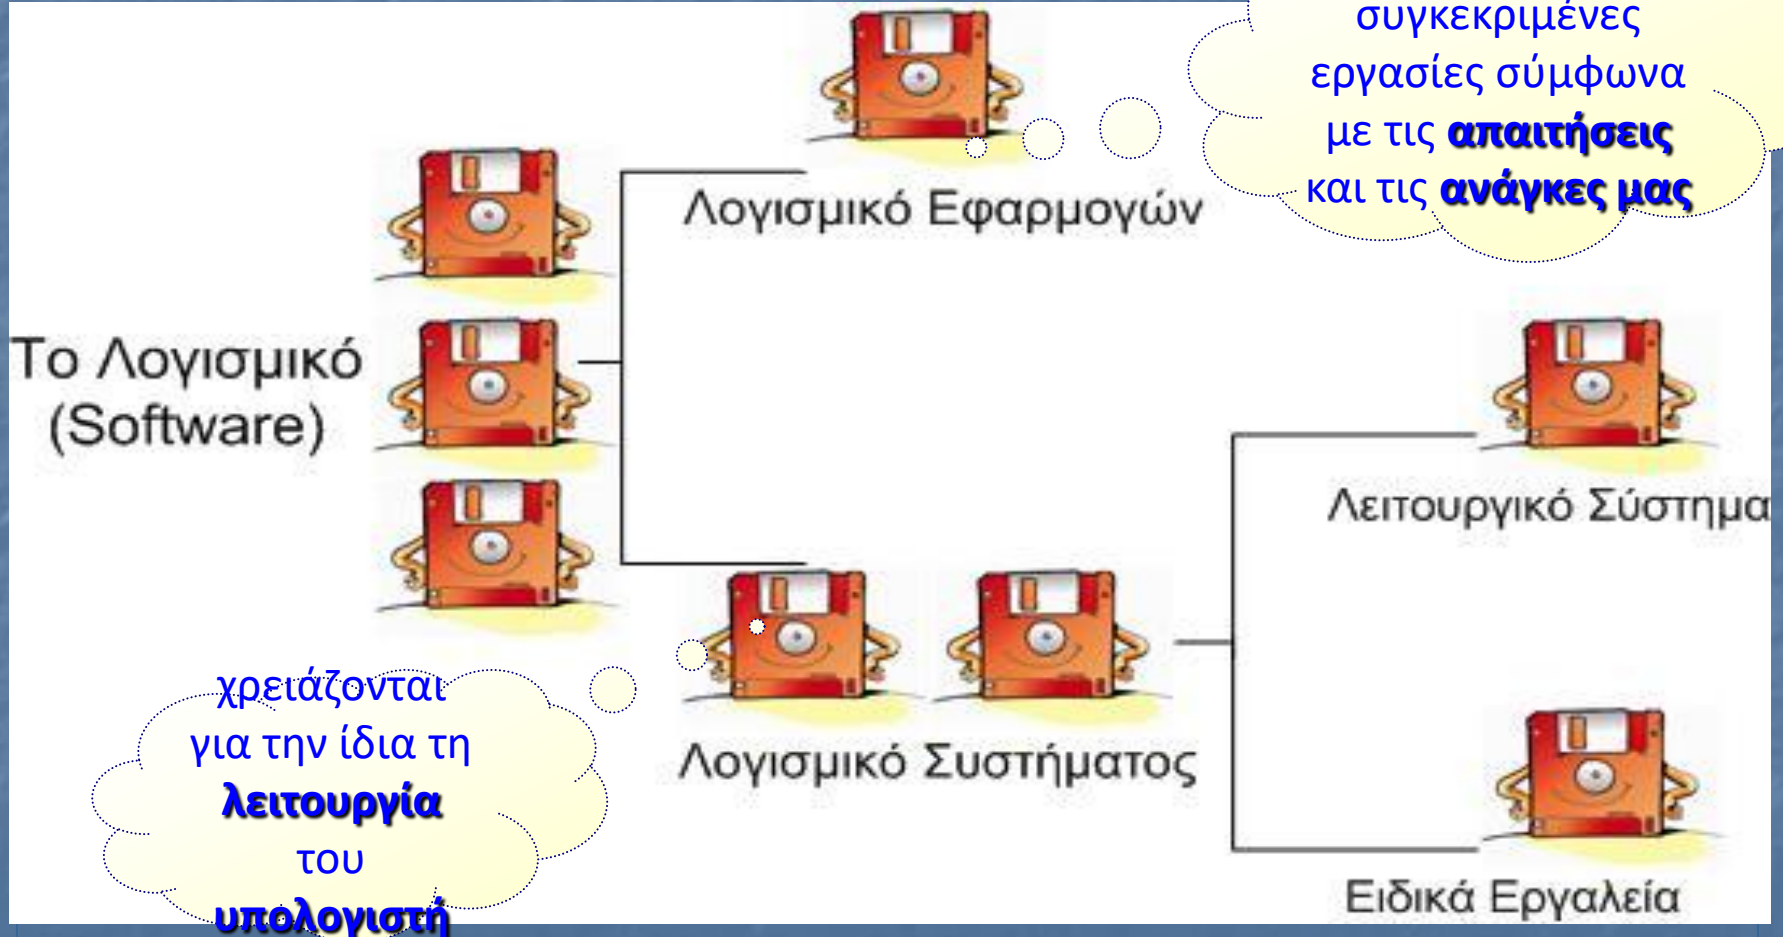 συγκεκριμένες
εργασίες σύμφωνα
με τις απαιτήσεις
και τις ανάγκες μας
Λογισμικό Εφαρμογών
Το Λογισμικό
(Software)
Λειτουργικό Σύστημα
Λογισμικό Συστήματος
χρειάζονται
για την ίδια τη
λειτουργία
του
υπολογιστή
Ειδικά Εργαλεία